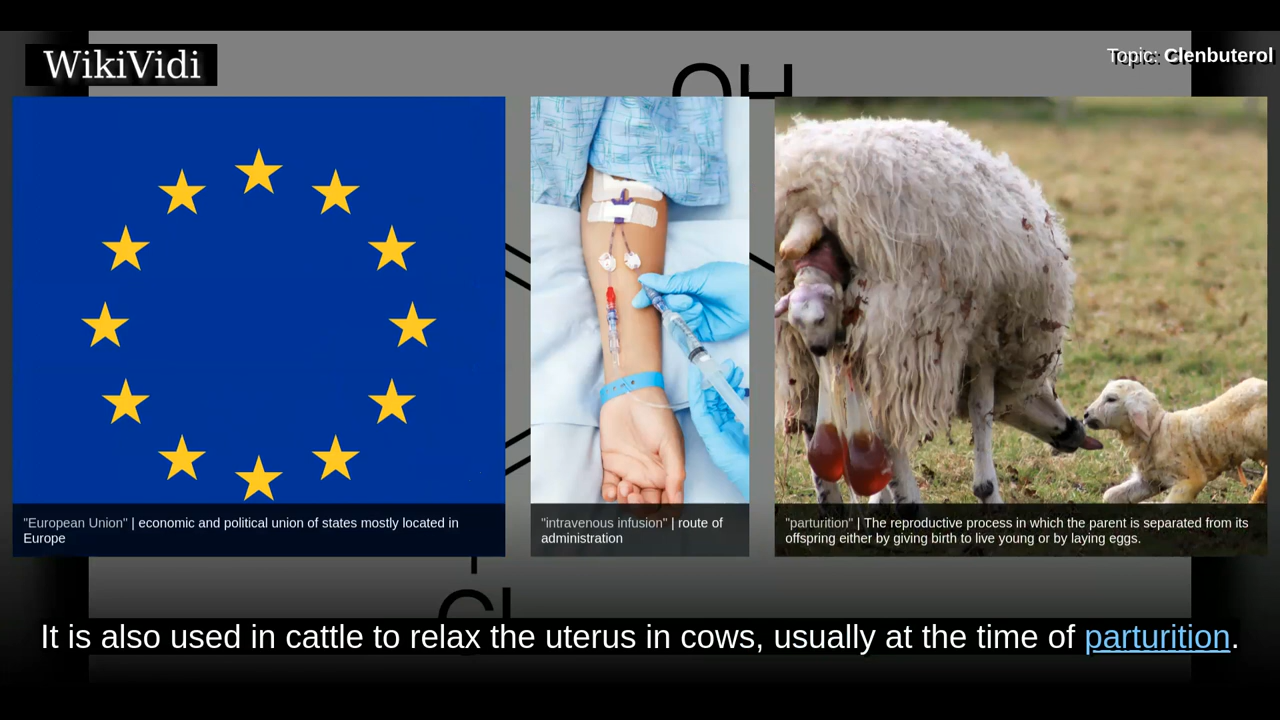 WikiVidi
Topic: Clenbuterol
OH
"European Union" | economic and political union of states mostly located in
Europe
"intravenous infusion" | route of
administration
"parturition" | The reproductive process in which the parent is separated from its
offspring either by giving birth to live young or by laying eggs.
Cl
It is also used in cattle to relax the uterus in cows, usually at the time of parturition.